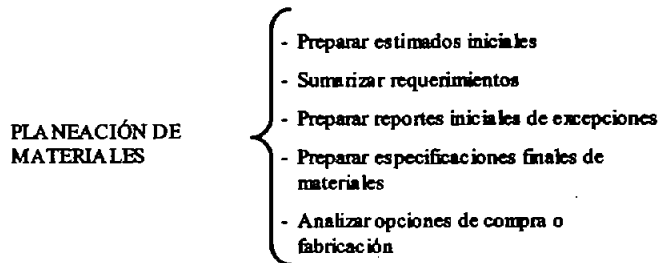 PLANEACIÓN DE
MATERIALES
- Preparar estimados iniciales
- Sumarizar requerimientos
- Preparar reportes iniciales de excepciones
- Preparar especificaciones finales de
materiales
- Analizar opciones de compra o
fabricación